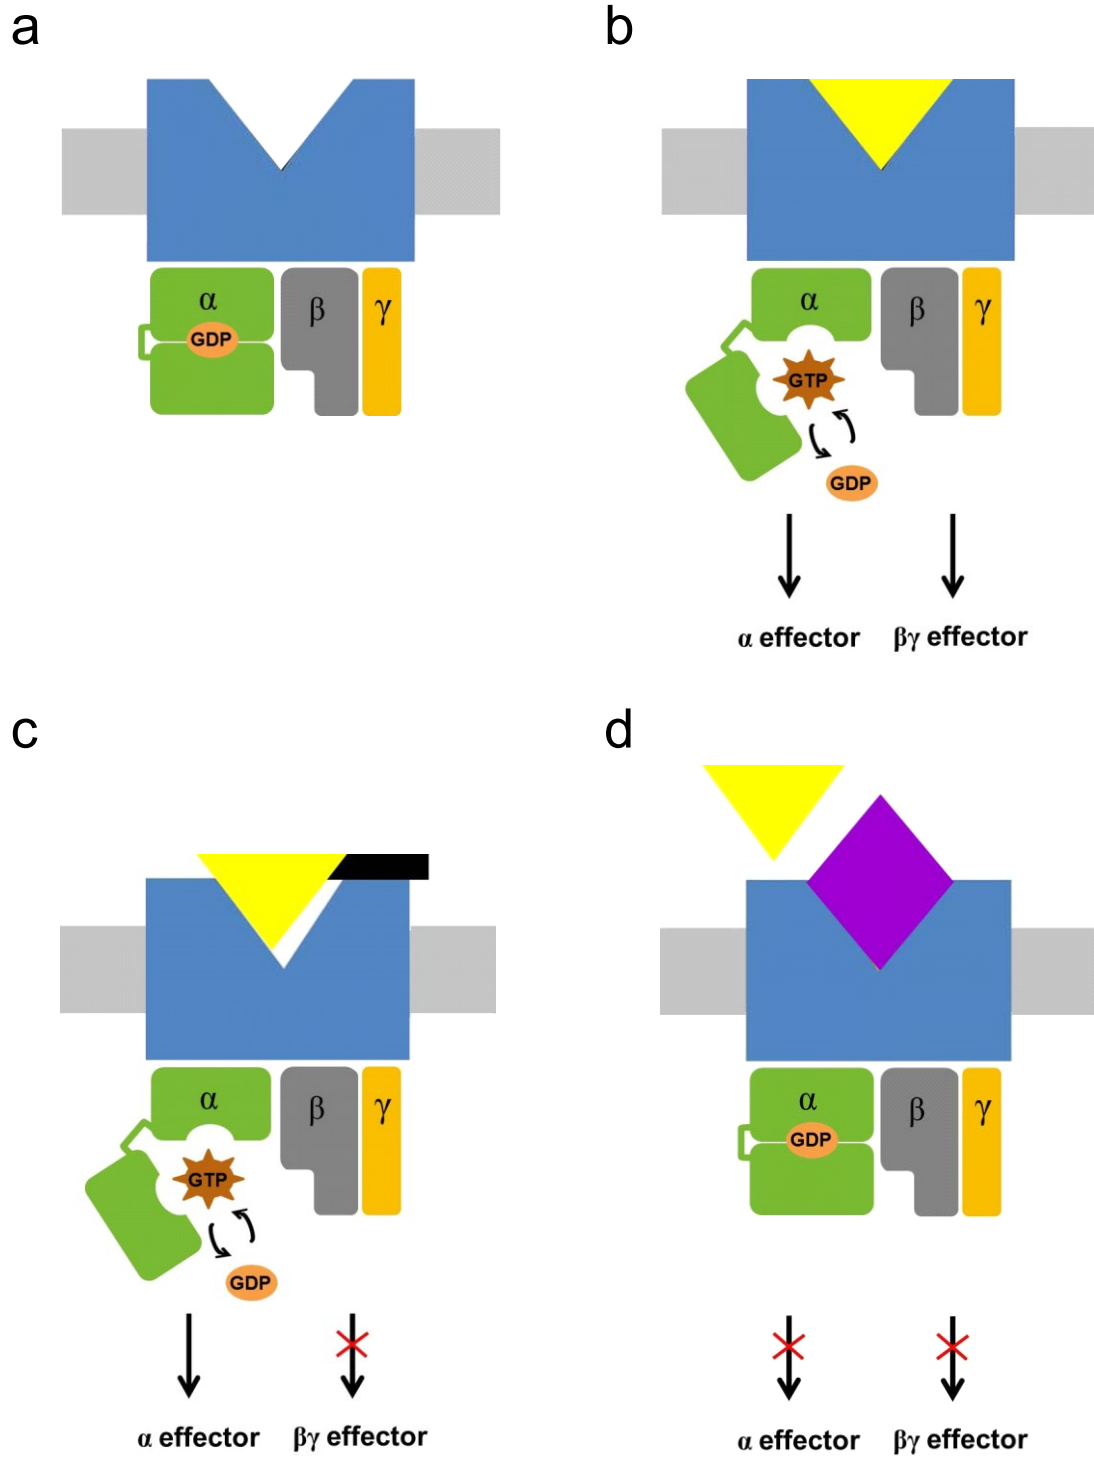 a
α
β
γ
GDP
b
α
β
γ
GTP
GDP
α effector
βγ effector
c
α
β
γ
GTP
GDP
α effector
βγ effector
d
α
β
γ
GDP
α effector
βγ effector